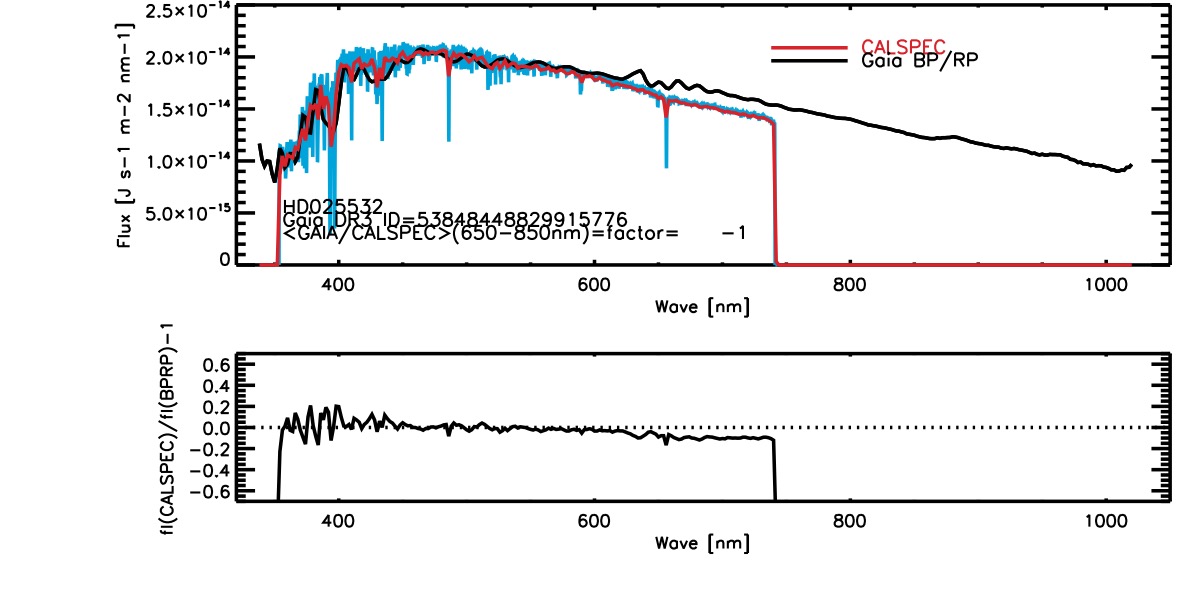 2.5×10−14
2.0×10−14
1.5×10−14
1.0×10−14
5.0×10−15
0
Flux [J s−1 m−2 nm−1]
CALSPEC
Gaia BP/RP
HD025532
Gaia DR3 ID=53848448829915776
<GAIA/CALSPEC>(650−850nm)=factor= −1
400 600 800 1000
Wave [nm]
fl(CALSPEC)/fl(BPRP)−1
0.6
0.4
0.2
0.0
−0.2
−0.4
−0.6
400 600 800 1000
Wave [nm]